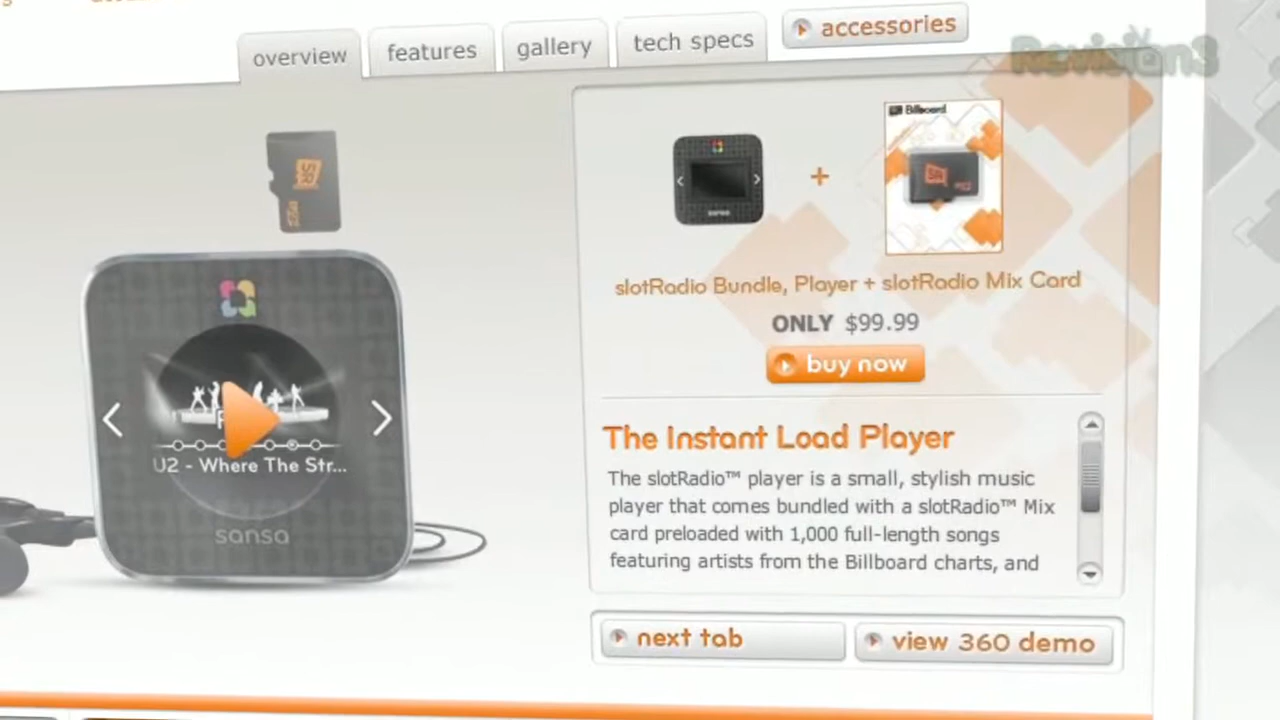 overview
features
gallery
tech specs
accessories
Revision3
Billboard
slotRadio Bundle, Player + slotRadio Mix Card
ONLY $99.99
buy now
U2 - Where The Str...
sansa
sansa
The Instant Load Player
The slotRadio™ player is a small, stylish music
player that comes bundled with a slotRadio™ Mix
card preloaded with 1,000 full-length songs
featuring artists from the Billboard charts, and
next tab
view 360 demo